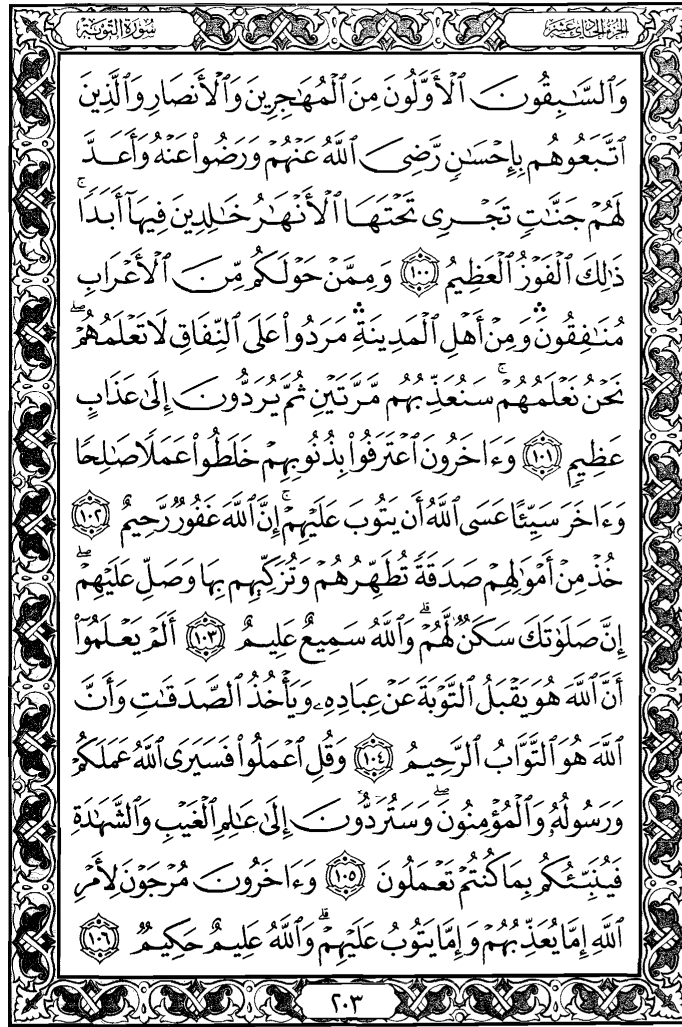 الجزء الحادي عشر
سورة التوبة
وَٱلسَّٰبِقُونَ ٱلْأَوَّلُونَ مِنَ ٱلْمُهَٰجِرِينَ وَٱلْأَنصَارِ وَٱلَّذِينَ
ٱتَّبَعُوهُم بِإِحْسَٰنٍ رَّضِىَ ٱللَّهُ عَنْهُمْ وَرَضُوا۟ عَنْهُ وَأَعَدَّ
لَهُمْ جَنَّٰتٍ تَجْرِى تَحْتَهَا ٱلْأَنْهَٰرُ خَٰلِدِينَ فِيهَآ أَبَدًا ۚ
ذَٰلِكَ ٱلْفَوْزُ ٱلْعَظِيمُ ١٠٠ وَمِمَّنْ حَوْلَكُم مِّنَ ٱلْأَعْرَابِ
مُنَٰفِقُونَ ۛ وَمِنْ أَهْلِ ٱلْمَدِينَةِ ۛ مَرَدُوا۟ عَلَى ٱلنِّفَاقِ لَا تَعْلَمُهُمْ ۖ
نَحْنُ نَعْلَمُهُمْ ۚ سَنُعَذِّبُهُم مَّرَّتَيْنِ ثُمَّ يُرَدُّونَ إِلَىٰ عَذَابٍ
عَظِيمٍ ١٠١ وَءَاخَرُونَ ٱعْتَرَفُوا۟ بِذُنُوبِهِمْ خَلَطُوا۟ عَمَلًا صَٰلِحًا
وَءَاخَرَ سَيِّئًا عَسَى ٱللَّهُ أَن يَتُوبَ عَلَيْهِمْ ۚ إِنَّ ٱللَّهَ غَفُورٌ رَّحِيمٌ ١٠٢
خُذْ مِنْ أَمْوَٰلِهِمْ صَدَقَةً تُطَهِّرُهُمْ وَتُزَكِّيهِم بِهَا وَصَلِّ عَلَيْهِمْ ۖ
إِنَّ صَلَوٰتَكَ سَكَنٌ لَّهُمْ ۗ وَٱللَّهُ سَمِيعٌ عَلِيمٌ ١٠٣ أَلَمْ يَعْلَمُوٓا۟
أَنَّ ٱللَّهَ هُوَ يَقْبَلُ ٱلتَّوْبَةَ عَنْ عِبَادِهِۦ وَيَأْخُذُ ٱلصَّدَقَٰتِ وَأَنَّ
ٱللَّهَ هُوَ ٱلتَّوَّابُ ٱلرَّحِيمُ ١٠٤ وَقُلِ ٱعْمَلُوا۟ فَسَيَرَى ٱللَّهُ عَمَلَكُمْ
وَرَسُولُهُۥ وَٱلْمُؤْمِنُونَ ۖ وَسَتُرَدُّونَ إِلَىٰ عَٰلِمِ ٱلْغَيْبِ وَٱلشَّهَٰدَةِ
فَيُنَبِّئُكُم بِمَا كُنتُمْ تَعْمَلُونَ ١٠٥ وَءَاخَرُونَ مُرْجَوْنَ لِأَمْرِ
ٱللَّهِ إِمَّا يُعَذِّبُهُمْ وَإِمَّا يَتُوبُ عَلَيْهِمْ ۗ وَٱللَّهُ عَلِيمٌ حَكِيمٌ ١٠٦
٢٠٣